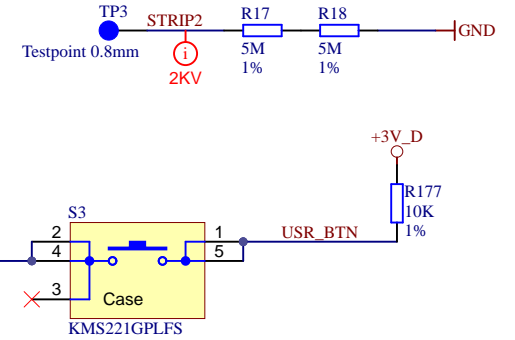 TP3
STRIP2
R17
R18
GND
Testpoint 0.8mm
i
2KV
5M
5M
1%
1%
+3V_D
R177
10K
1%
S3
2
1
USR_BTN
4
5
3
Case
KMS221GPLFS